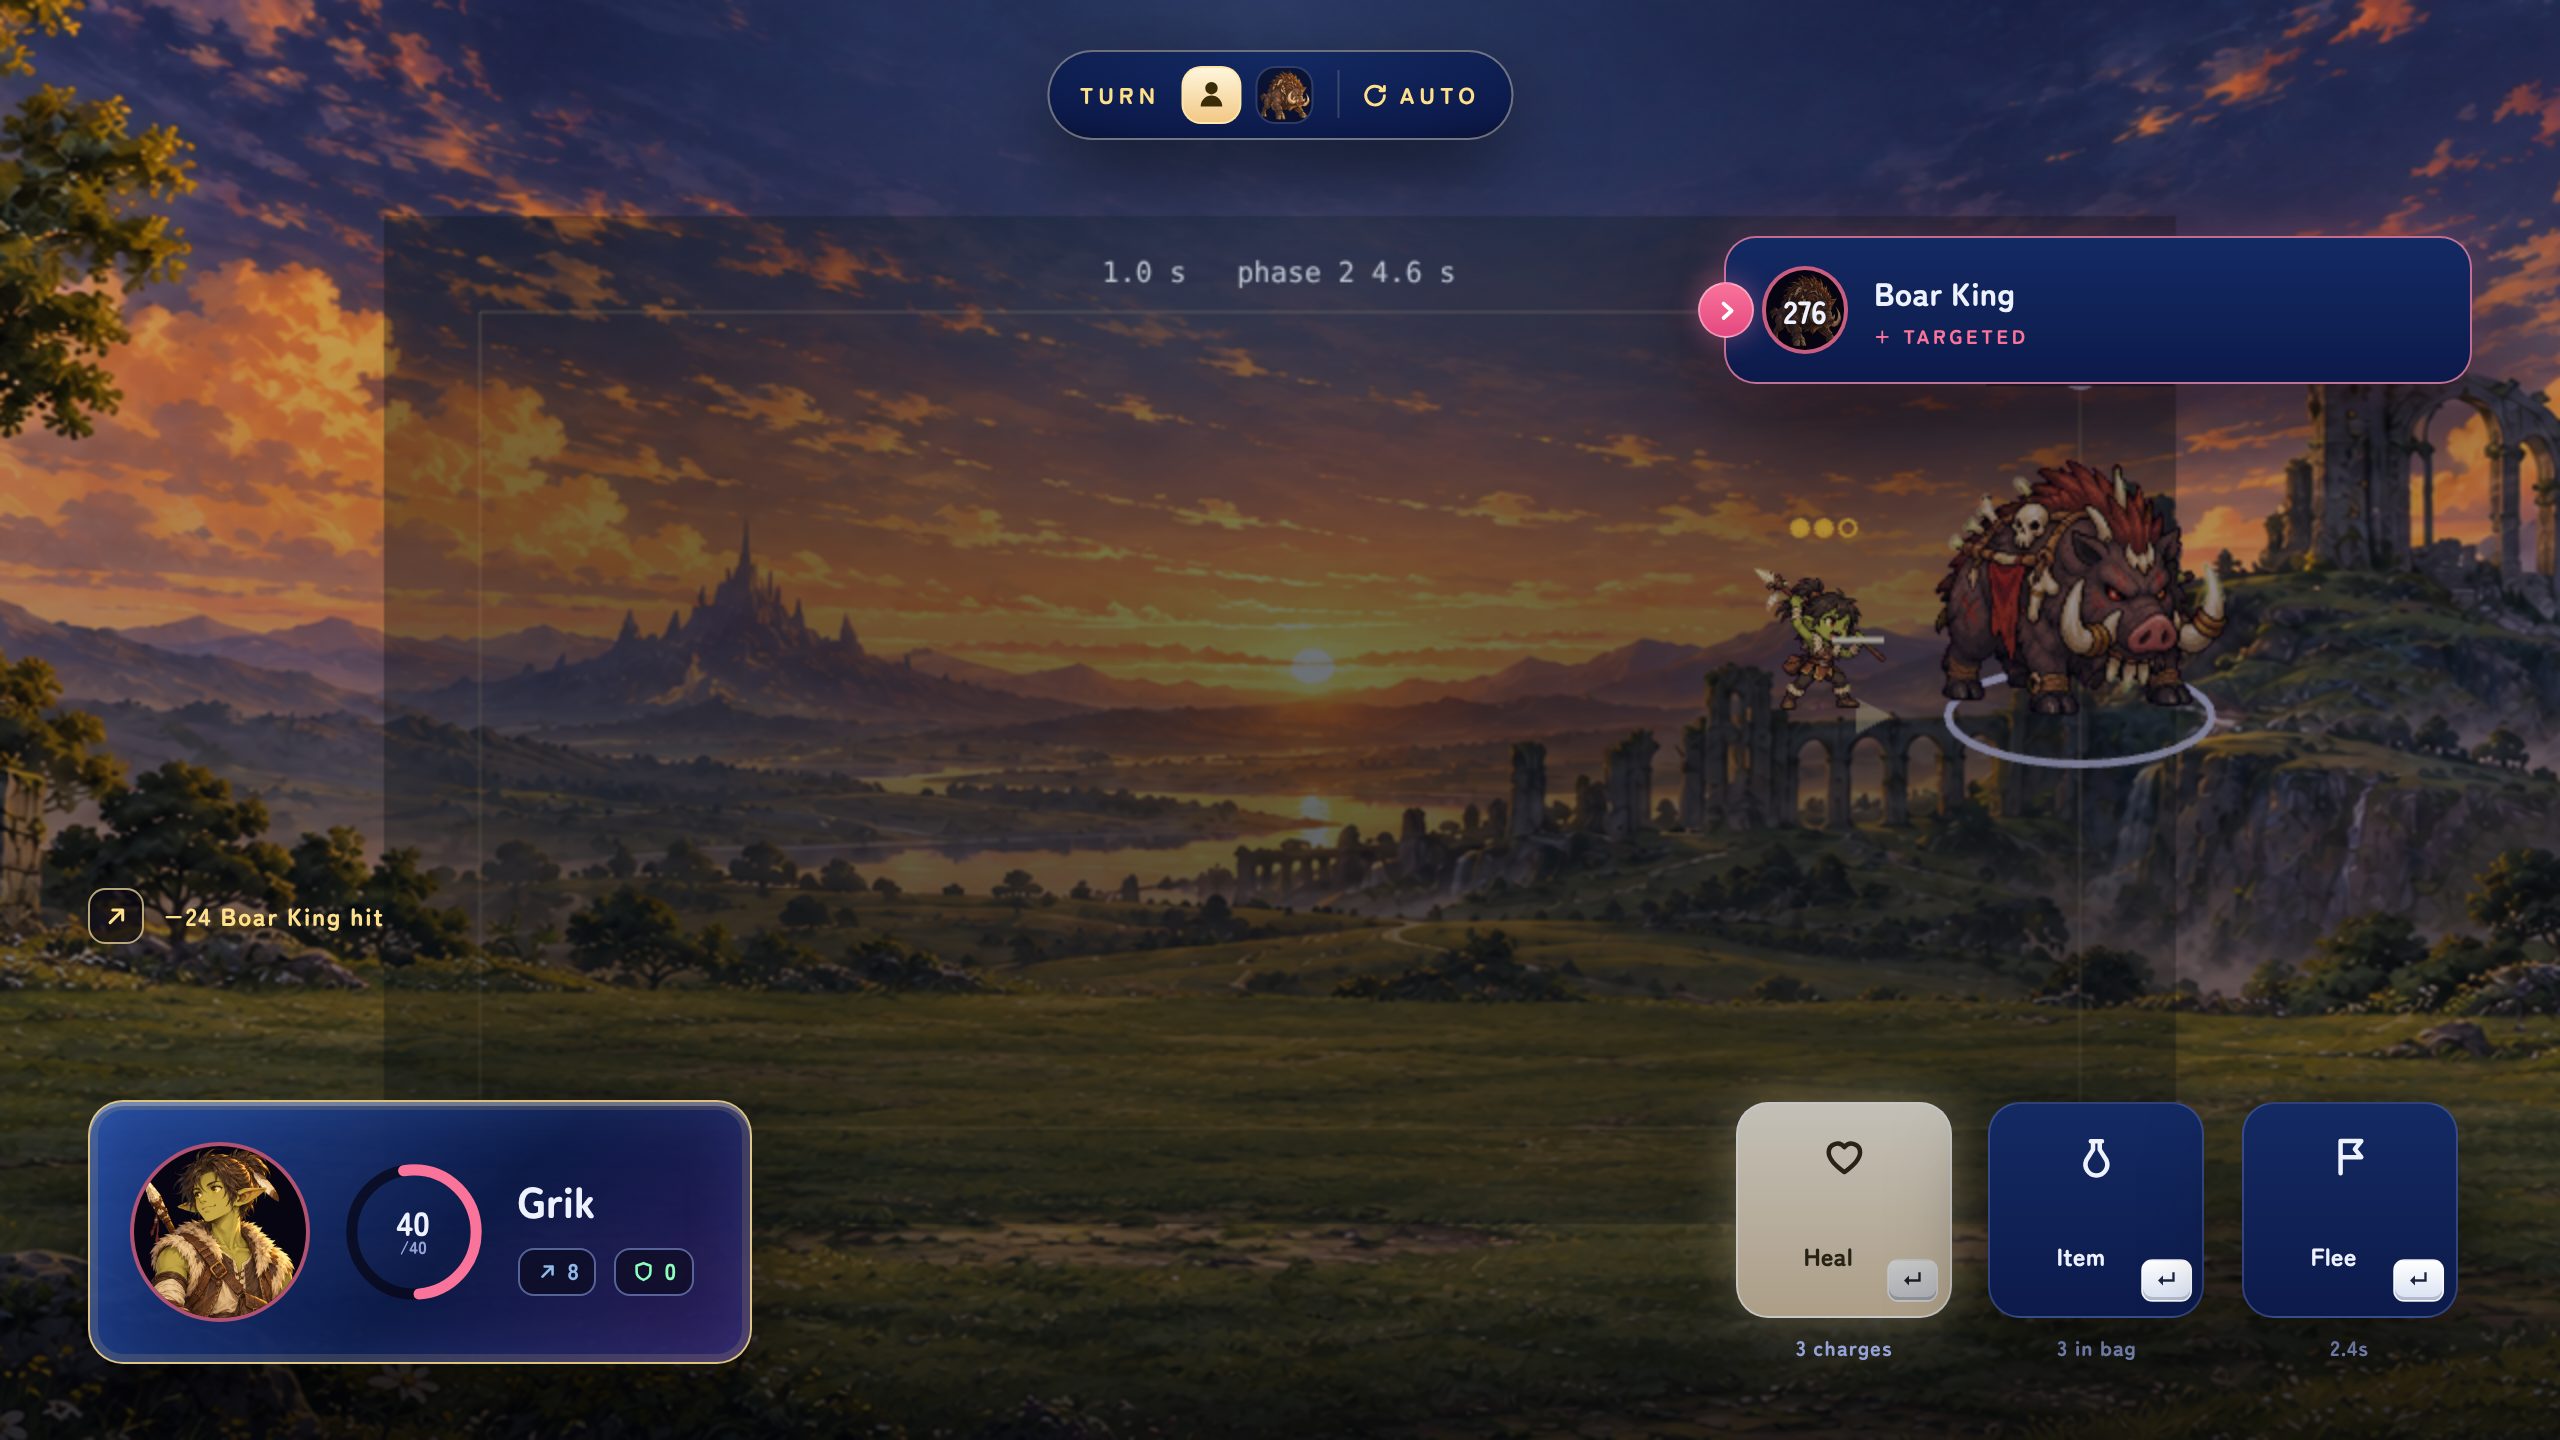 TURN AUTO
1.0 s phase 2 4.6 s
276 Boar King
+ TARGETED
—24 Boar King hit
Grik
40
/40
8 0
Heal
Item
Flee
3 charges
3 in bag
2.4s